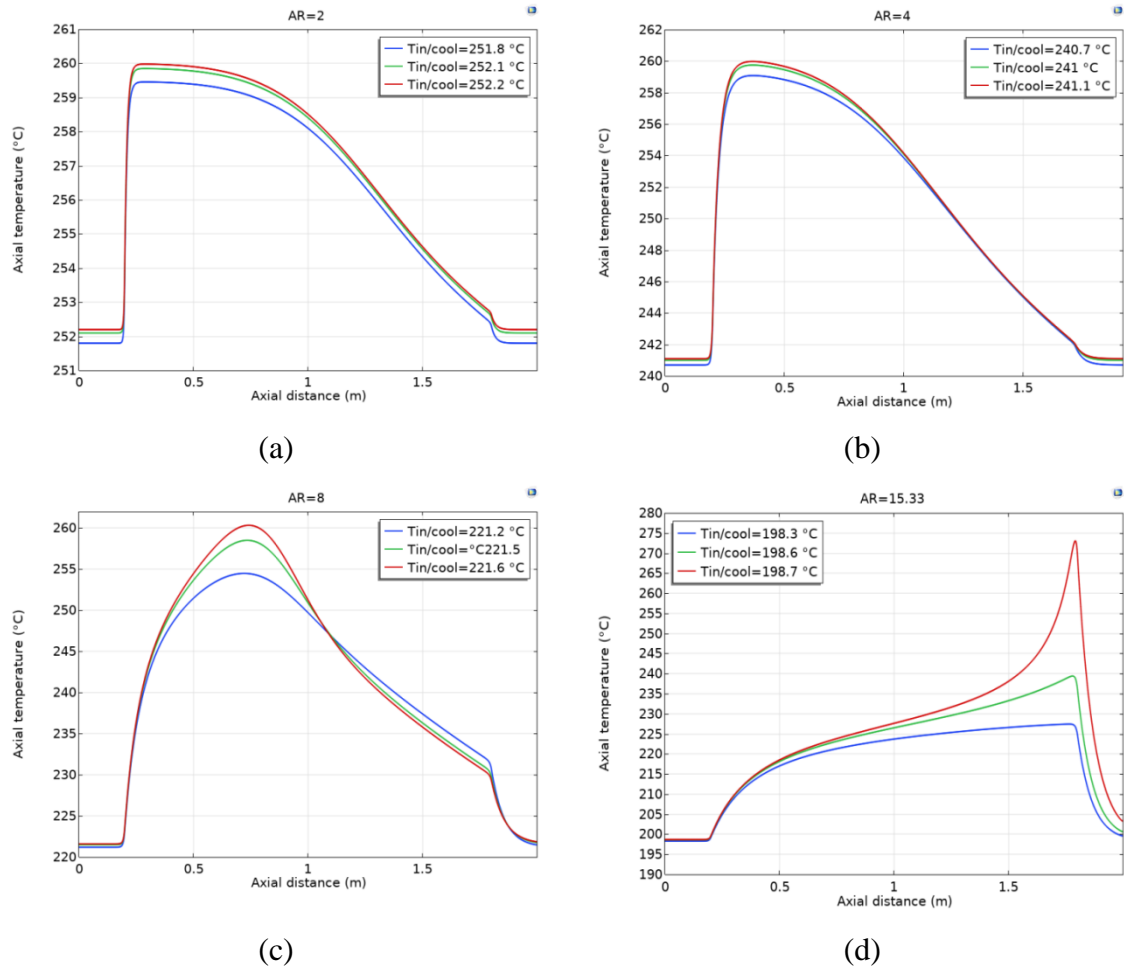 AR=2
261
260
259
258
257
256
255
254
253
252
251
Axial temperature (°C)
Tin/cool=251.8 °C
Tin/cool=252.1 °C
Tin/cool=252.2 °C
0 0.5 1 1.5
Axial distance (m)
(a)
AR=4
262
260
258
256
254
252
250
248
246
244
242
240
Axial temperature (°C)
Tin/cool=240.7 °C
Tin/cool=241 °C
Tin/cool=241.1 °C
0 0.5 1 1.5
Axial distance (m)
(b)
AR=8
260
255
250
245
240
235
230
225
220
Axial temperature (°C)
Tin/cool=221.2 °C
Tin/cool=°C221.5
Tin/cool=221.6 °C
0 0.5 1 1.5
Axial distance (m)
(c)
AR=15.33
280
275
270
265
260
255
250
245
240
235
230
225
220
215
210
205
200
195
190
Axial temperature (°C)
Tin/cool=198.3 °C
Tin/cool=198.6 °C
Tin/cool=198.7 °C
0 0.5 1 1.5
Axial distance (m)
(d)